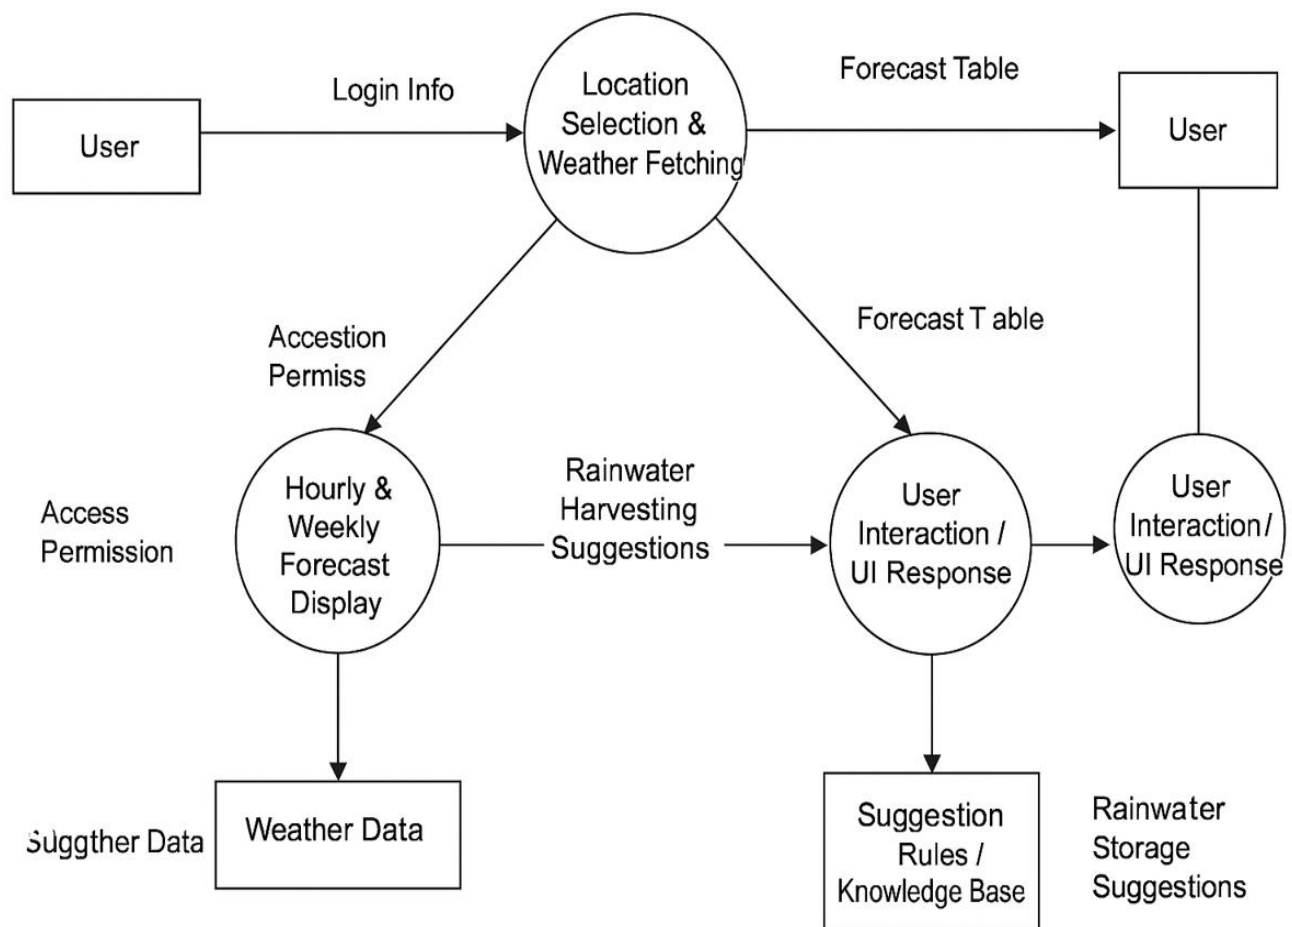 Login Info
Forecast Table
User
Location
Selection &
Weather Fetching
User
Accestion
Permiss
Forecast T able
Access
Permission
Hourly &
Weekly
Forecast
Display
Rainwater
Harvesting
Suggestions
User
Interaction /
UI Response
User
Interaction /
UI Response
Suggther Data
Weather Data
Suggestion
Rules /
Knowledge Base
Rainwater
Storage
Suggestions